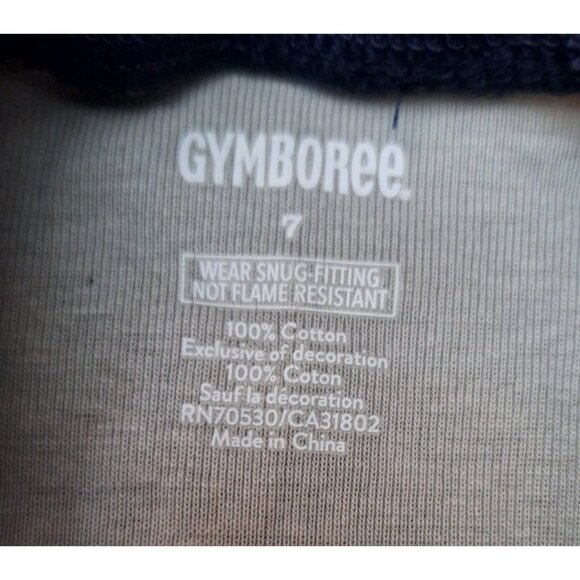 GYMBOREE.
7
WEAR SNUG-FITTING
NOT FLAME RESISTANT
100% Cotton
Exclusive of decoration
100% Coton
Sauf la décoration
RN70530/CA31802
Made in China